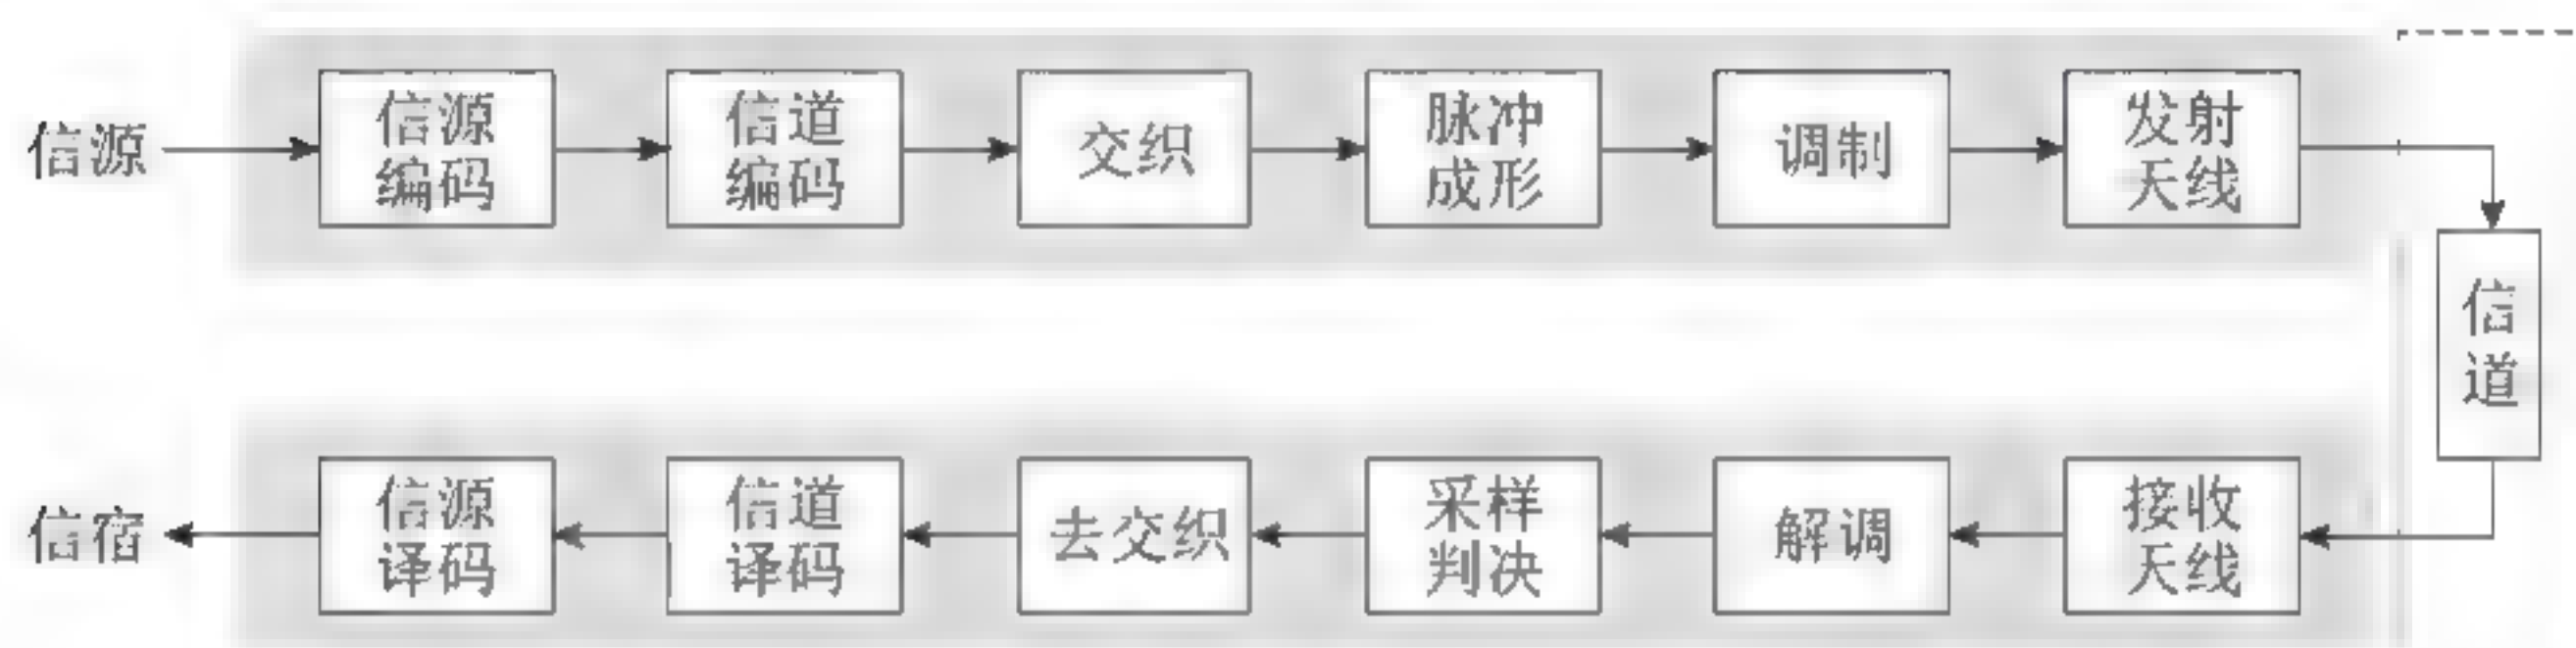 信源
信源
编码
信道
编码
交织
脉冲
成形
调制
发射
天线
信
道
信宿
信源
译码
信道
译码
去交织
采样
判决
解调
接收
天线